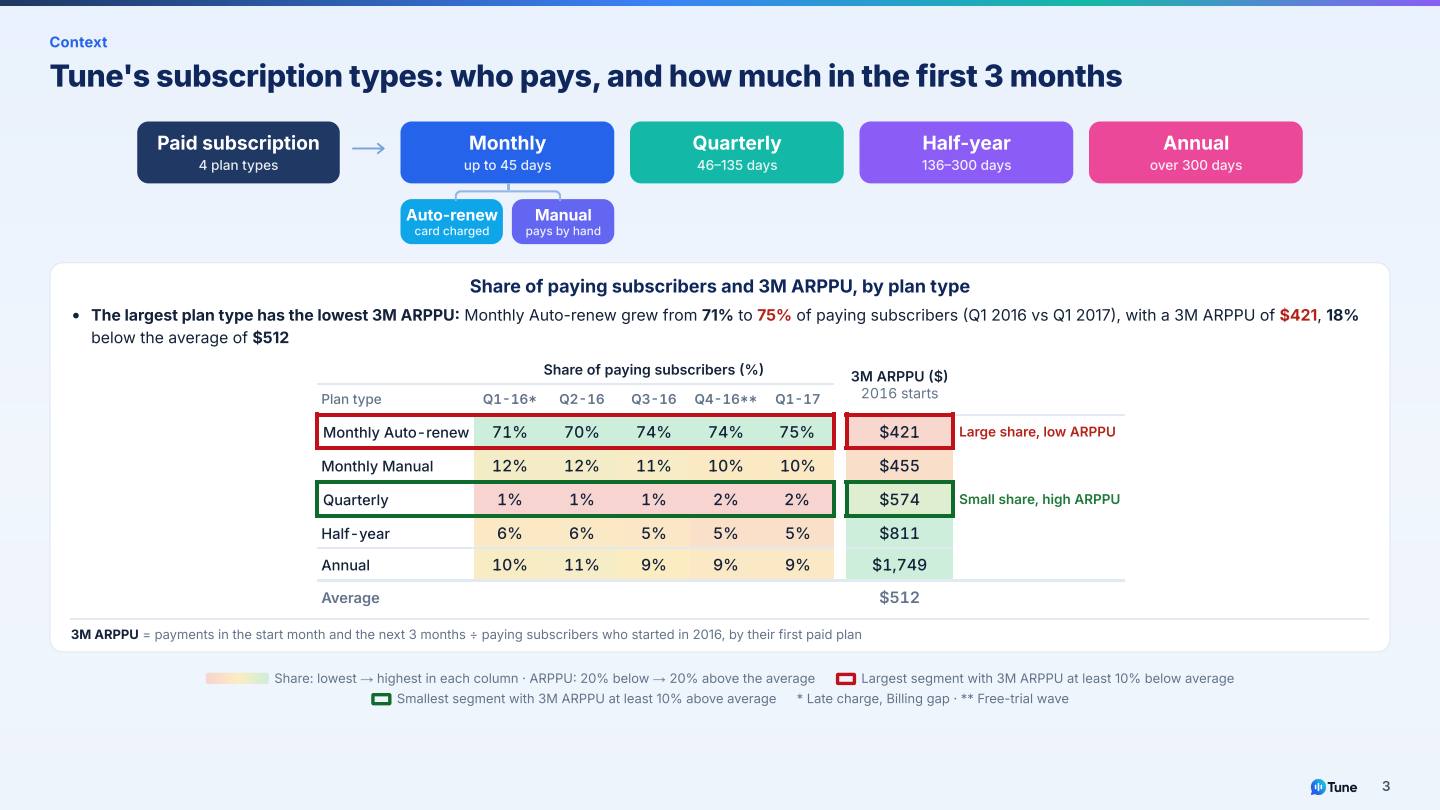 Context
Tune's subscription types: who pays, and how much in the first 3 months
Paid subscription
4 plan types
Monthly
up to 45 days
Quarterly
46–135 days
Half-year
136–300 days
Annual
over 300 days
Auto-renew
card charged
Manual
pays by hand
Share of paying subscribers and 3M ARPPU, by plan type
• The largest plan type has the lowest 3M ARPPU: Monthly Auto-renew grew from 71% to 75% of paying subscribers (Q1 2016 vs Q1 2017), with a 3M ARPPU of $421, 18%
below the average of $512
Share of paying subscribers (%)
3M ARPPU ($)
2016 starts
Plan type Q1-16* Q2-16 Q3-16 Q4-16** Q1-17
Monthly Auto-renew 71% 70% 74% 74% 75% $421 Large share, low ARPPU
Monthly Manual 12% 12% 11% 10% 10% $455
Quarterly 1% 1% 1% 2% 2% $574 Small share, high ARPPU
Half-year 6% 6% 5% 5% 5% $811
Annual 10% 11% 9% 9% 9% $1,749
Average $512
3M ARPPU = payments in the start month and the next 3 months ÷ paying subscribers who started in 2016, by their first paid plan
Share: lowest → highest in each column · ARPPU: 20% below → 20% above the average Largest segment with 3M ARPPU at least 10% below average
Smallest segment with 3M ARPPU at least 10% above average * Late charge, Billing gap · ** Free-trial wave
Tune 3